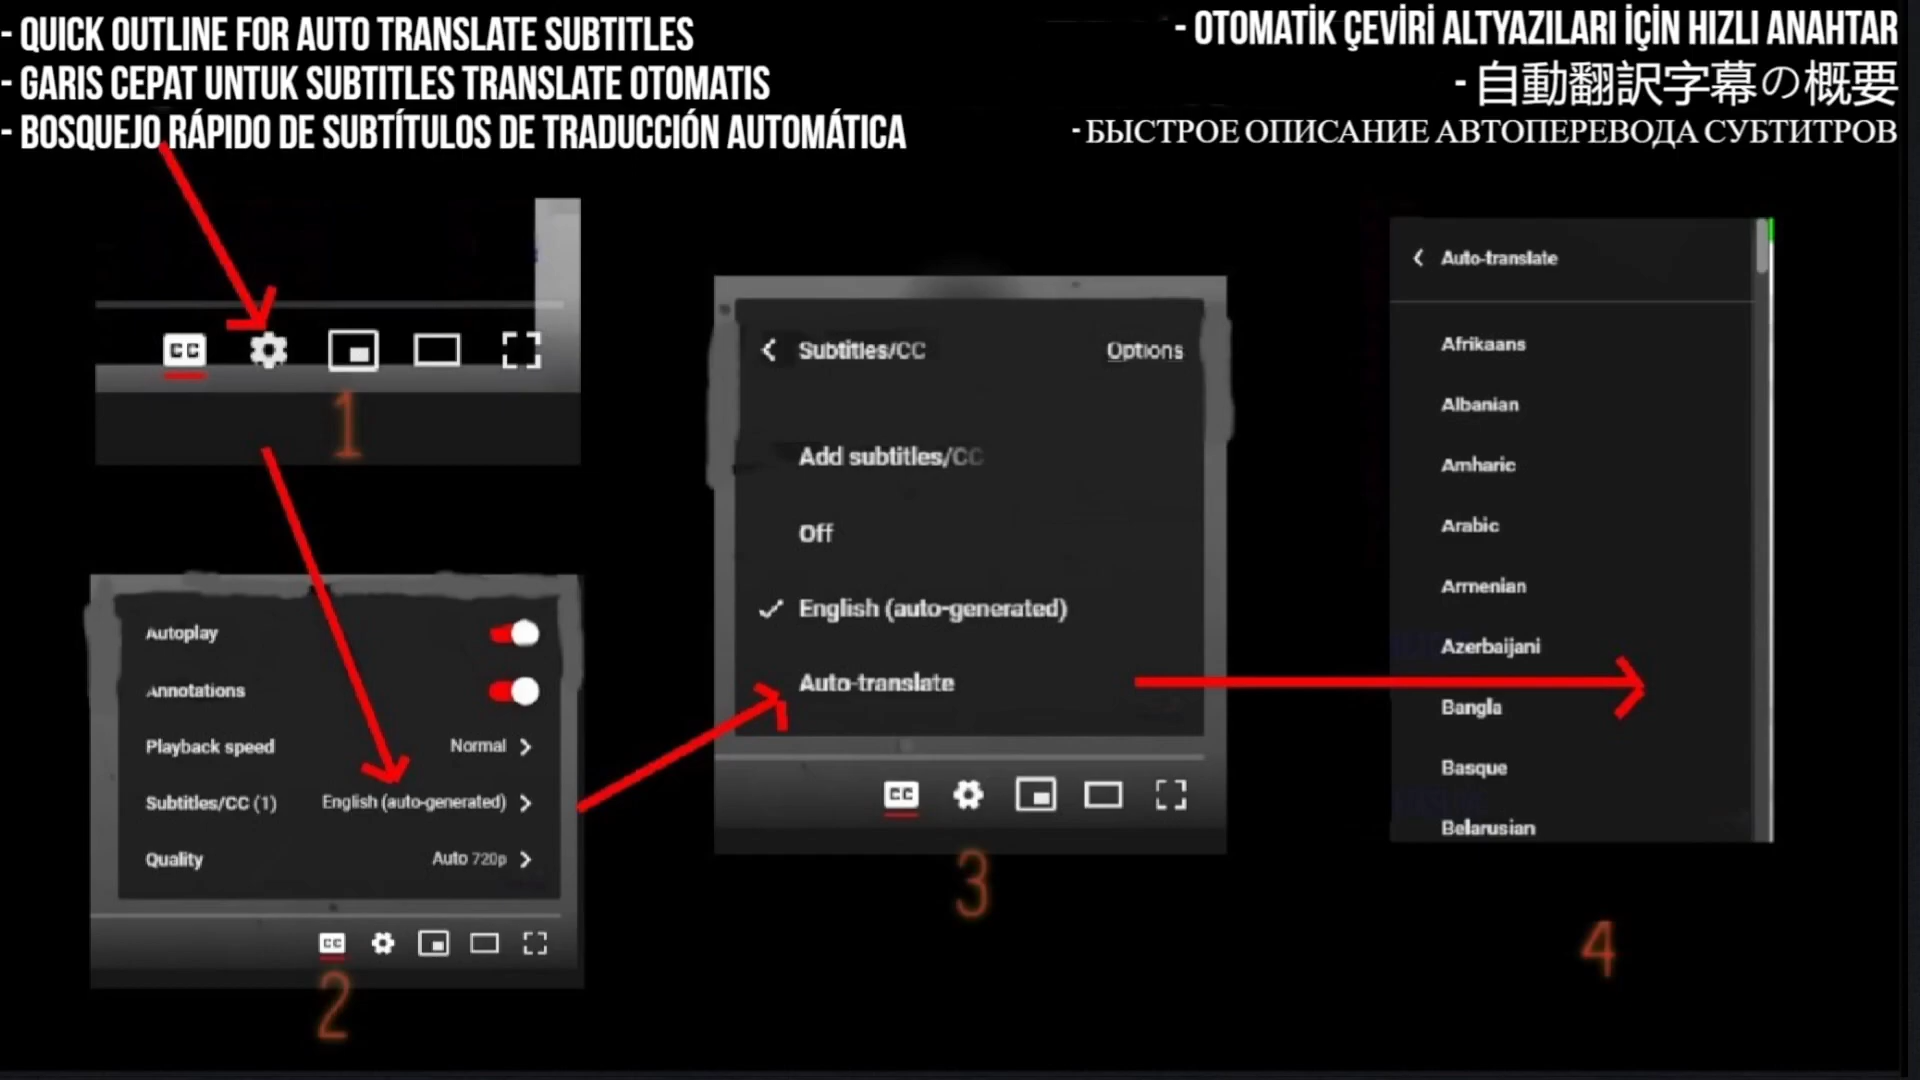 - QUICK OUTLINE FOR AUTO TRANSLATE SUBTITLES
- GARIS CEPAT UNTUK SUBTITLES TRANSLATE OTOMATIS
- BOSQUEJO RÁPIDO DE SUBTÍTULOS DE TRADUCCIÓN AUTOMÁTICA
- OTOMATİK ÇEVİRİ ALTYAZILARI İÇİN HIZLI ANAHTAR
- 自動翻訳字幕の概要
- БЫСТРОЕ ОПИСАНИЕ АВТОПЕРЕВОДА СУБТИТРОВ
CC
1
Autoplay
Annotations
Playback speed Normal
Subtitles/CC (1) English (auto-generated)
Quality Auto 720p
CC
2
Subtitles/CC Options
Add subtitles/CC
Off
English (auto-generated)
Auto-translate
CC
3
Auto-translate
Afrikaans
Albanian
Amharic
Arabic
Armenian
Azerbaijani
Bangla
Basque
Belarusian
4